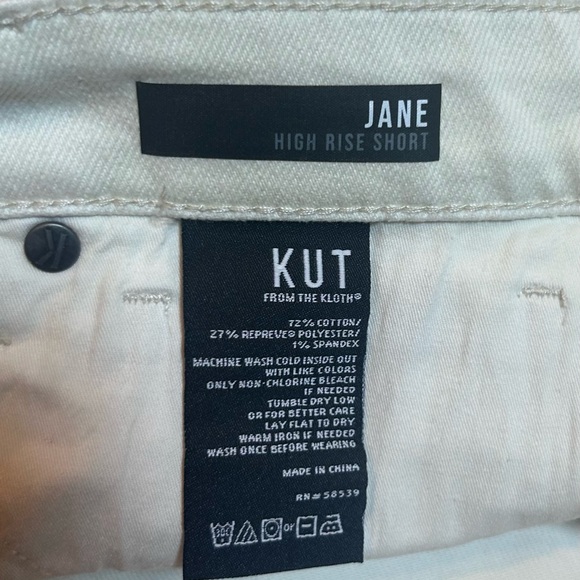 JANE
HIGH RISE SHORT
K
KUT
FROM THE KLOTH®
72% COTTON/
27% REPREVE® POLYESTER/
1% SPANDEX
MACHINE WASH COLD INSIDE OUT
WITH LIKE COLORS
ONLY NON-CHLORINE BLEACH
IF NEEDED
TUMBLE DRY LOW
OR FOR BETTER CARE
LAY FLAT TO DRY
WARM IRON IF NEEDED
WASH ONCE BEFORE WEARING
MADE IN CHINA
RN# 58539
or